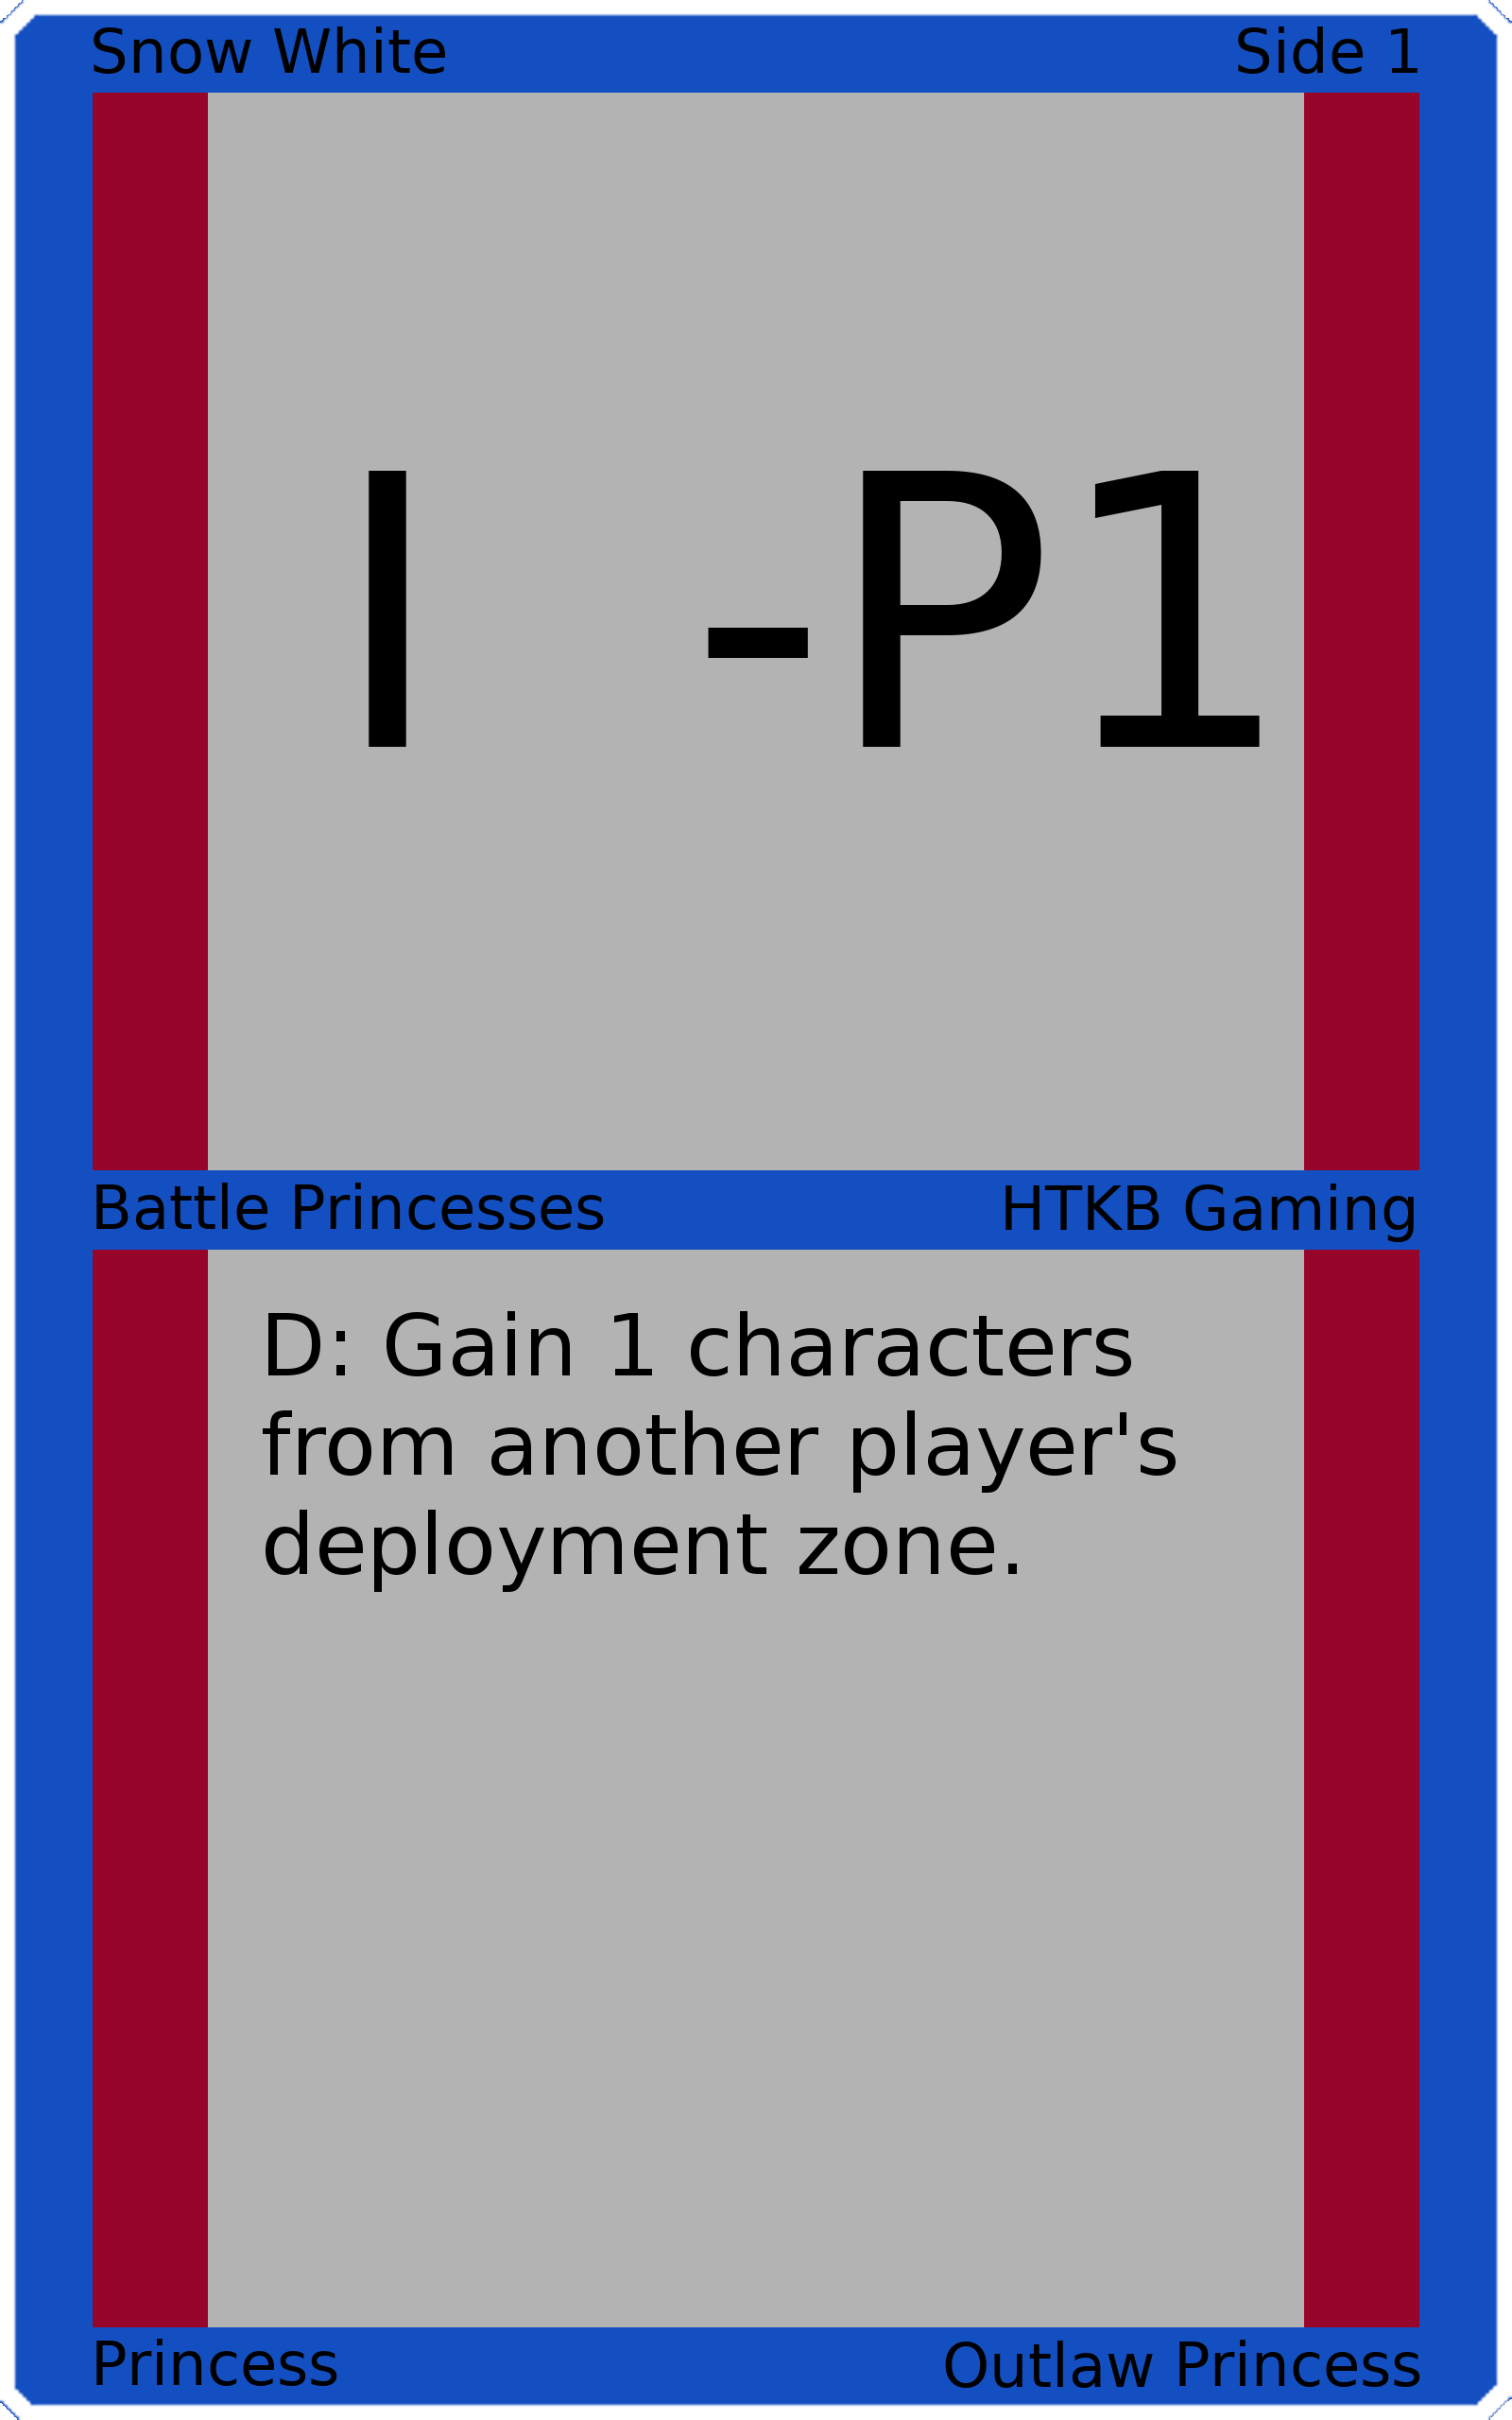 Snow White Side 1
I -P1
Battle Princesses HTKB Gaming
D: Gain 1 characters
from another player's
deployment zone.
Princess Outlaw Princess